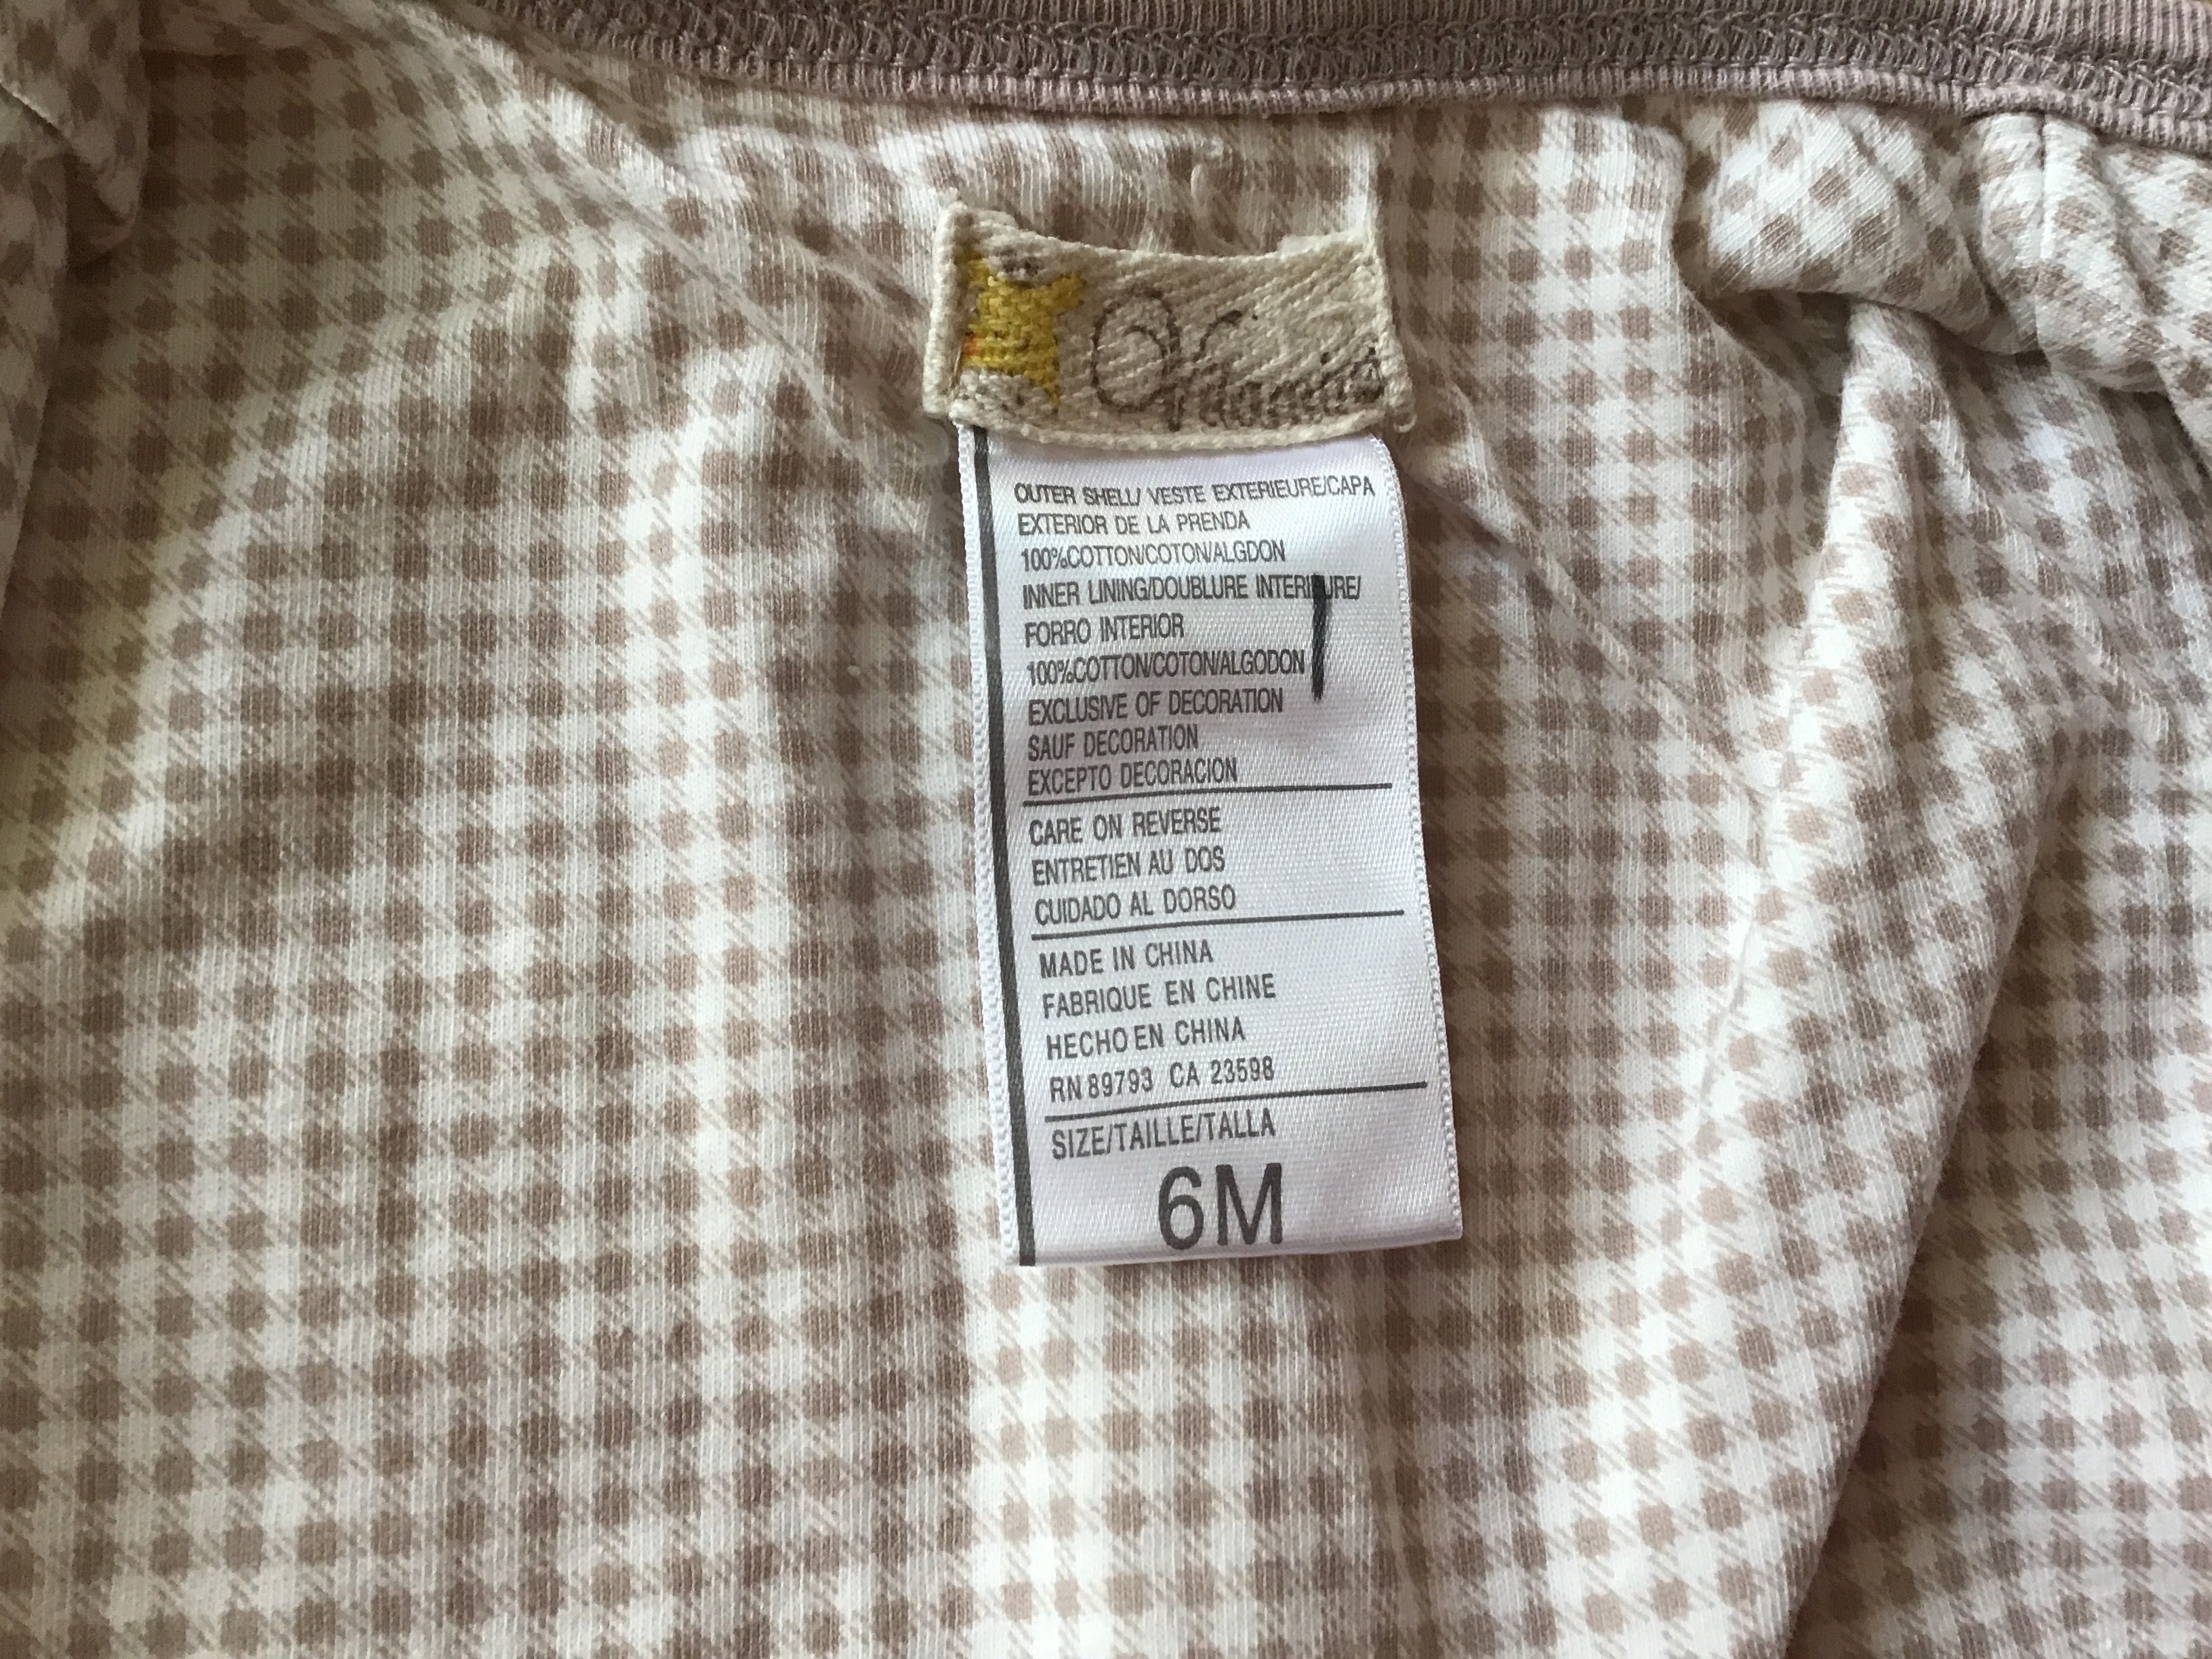 OUTER SHELL/ VESTE EXTERIEURE/CAPA
EXTERIOR DE LA PRENDA
100%COTTON/COTON/ALGDON
INNER LINING/DOUBLURE INTERIEURE/
FORRO INTERIOR
100%COTTON/COTON/ALGODON
EXCLUSIVE OF DECORATION
SAUF DECORATION
EXCEPTO DECORACION
CARE ON REVERSE
ENTRETIEN AU DOS
CUIDADO AL DORSO
MADE IN CHINA
FABRIQUE EN CHINE
HECHO EN CHINA
RN 89793 CA 23598
SIZE/TAILLE/TALLA
6M